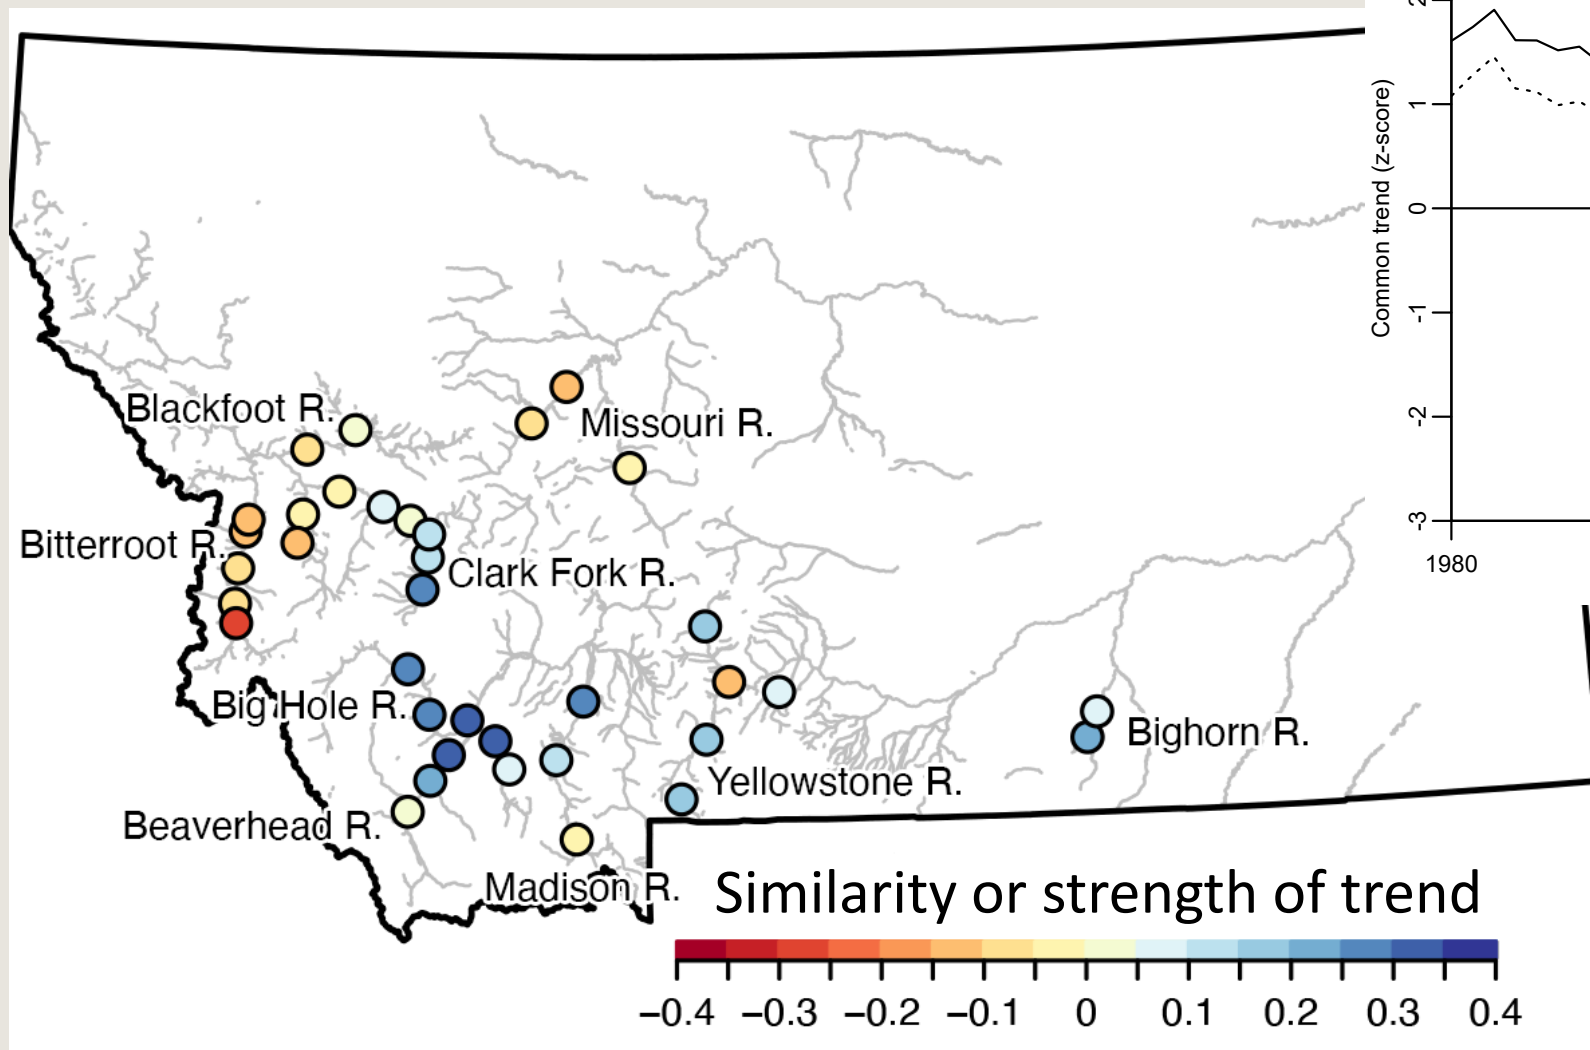 Blackfoot R.
Missouri R.
Bitterroot R.
Clark Fork R.
Big Hole R.
Bighorn R.
Yellowstone R.
Beaverhead R.
Madison R.
Similarity or strength of trend
−0.4 −0.3 −0.2 −0.1 0 0.1 0.2 0.3 0.4
Common trend (z-score)
2
1
0
-1
-2
-3
1980